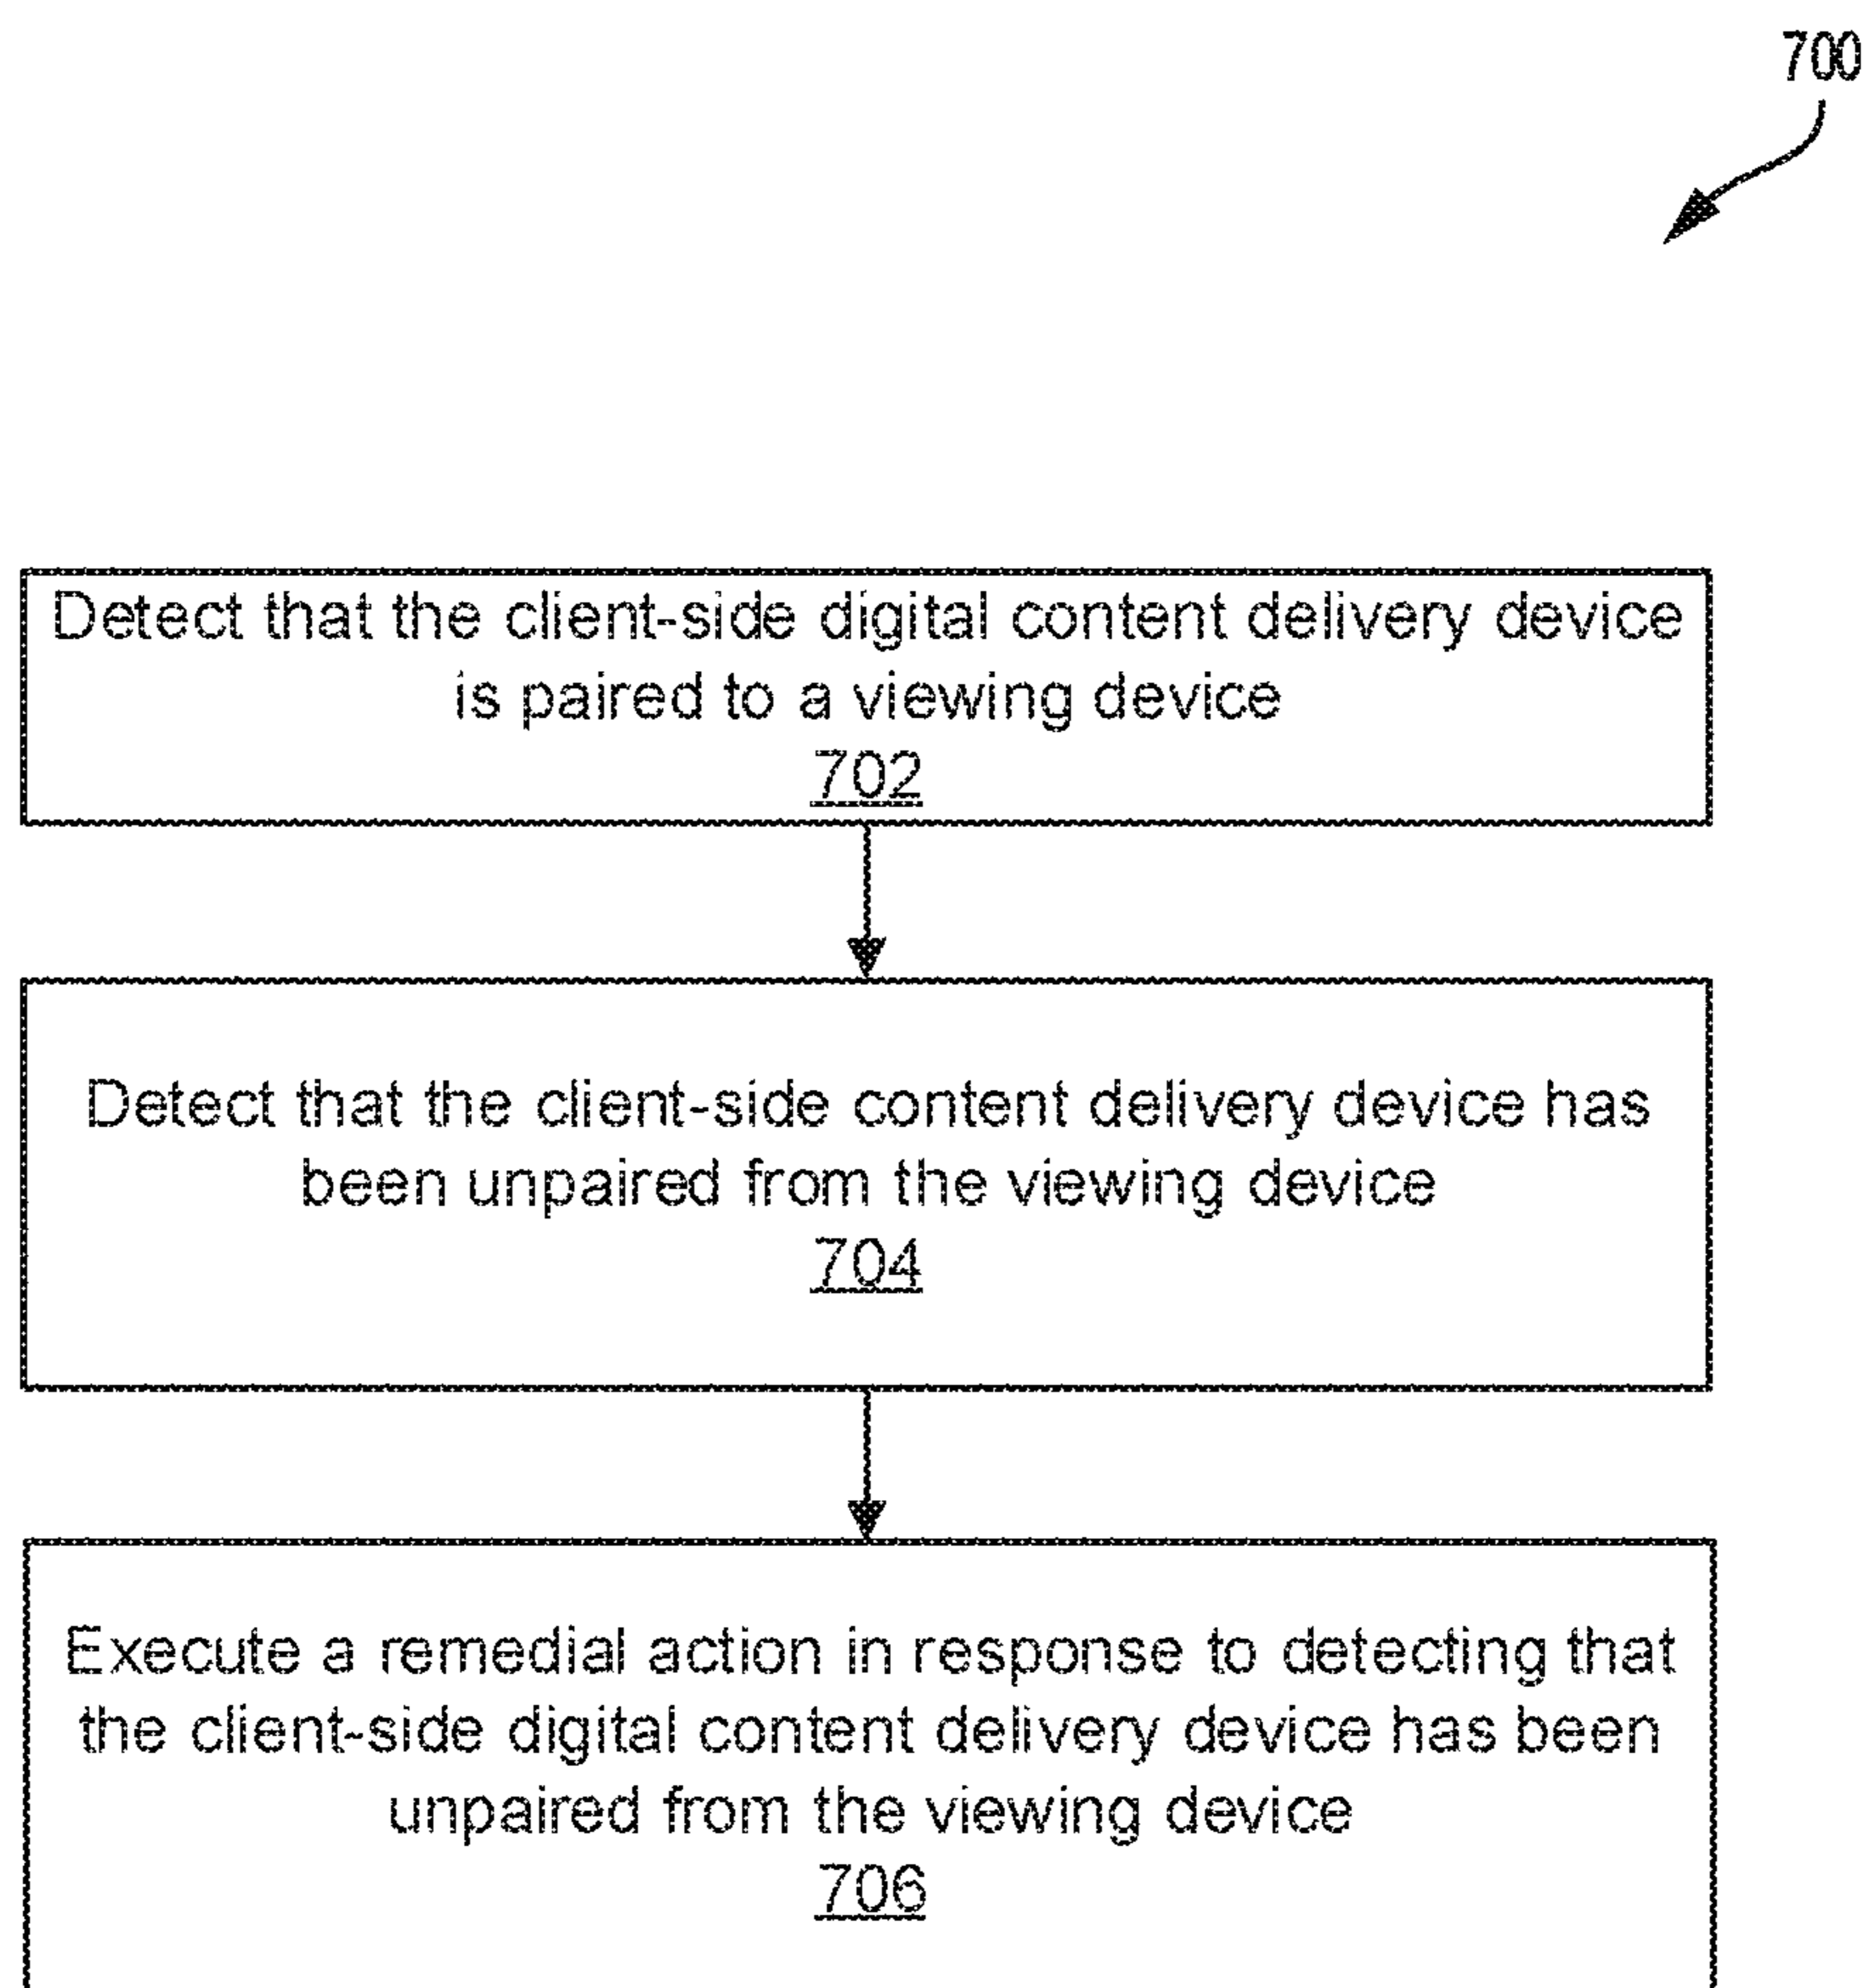 700
Detect that the client-side digital content delivery device
is paired to a viewing device
702
Detect that the client-side content delivery device has
been unpaired from the viewing device
704
Execute a remedial action in response to detecting that
the client-side digital content delivery device has been
unpaired from the viewing device
706